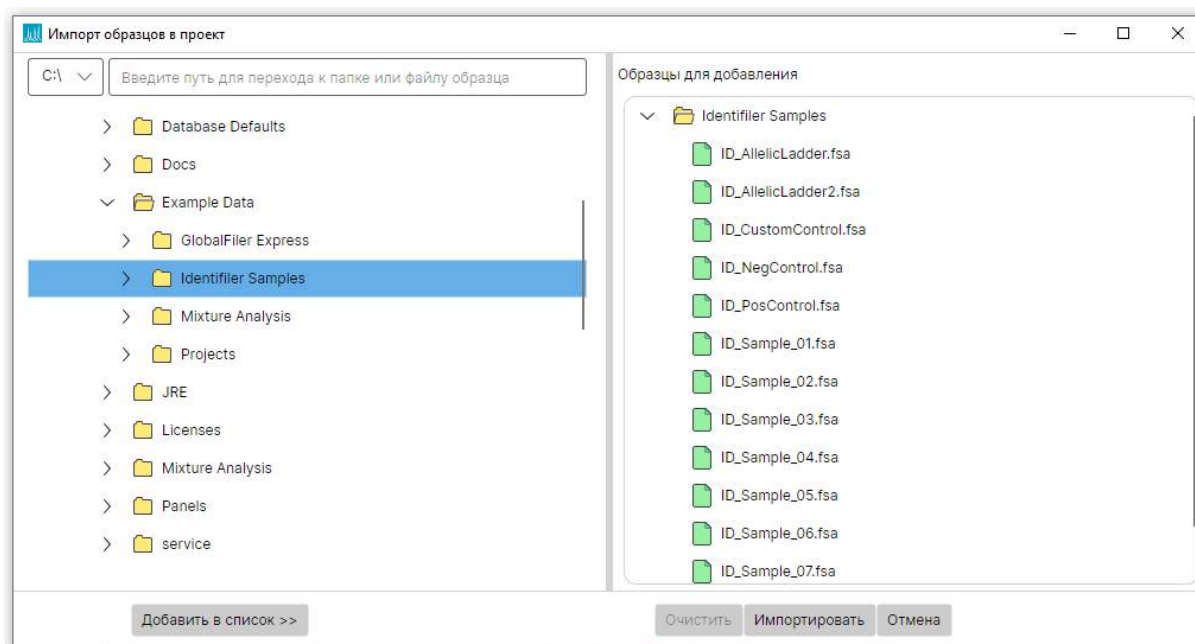 Импорт образцов в проект
C:\
Введите путь для перехода к папке или файлу образца
Database Defaults
Docs
Example Data
GlobalFiler Express
Identifiler Samples
Mixture Analysis
Projects
JRE
Licenses
Mixture Analysis
Panels
service
Добавить в список >>
Образцы для добавления
Identifiler Samples
ID_AllelicLadder.fsa
ID_AllelicLadder2.fsa
ID_CustomControl.fsa
ID_NegControl.fsa
ID_PosControl.fsa
ID_Sample_01.fsa
ID_Sample_02.fsa
ID_Sample_03.fsa
ID_Sample_04.fsa
ID_Sample_05.fsa
ID_Sample_06.fsa
ID_Sample_07.fsa
Очистить Импортировать Отмена